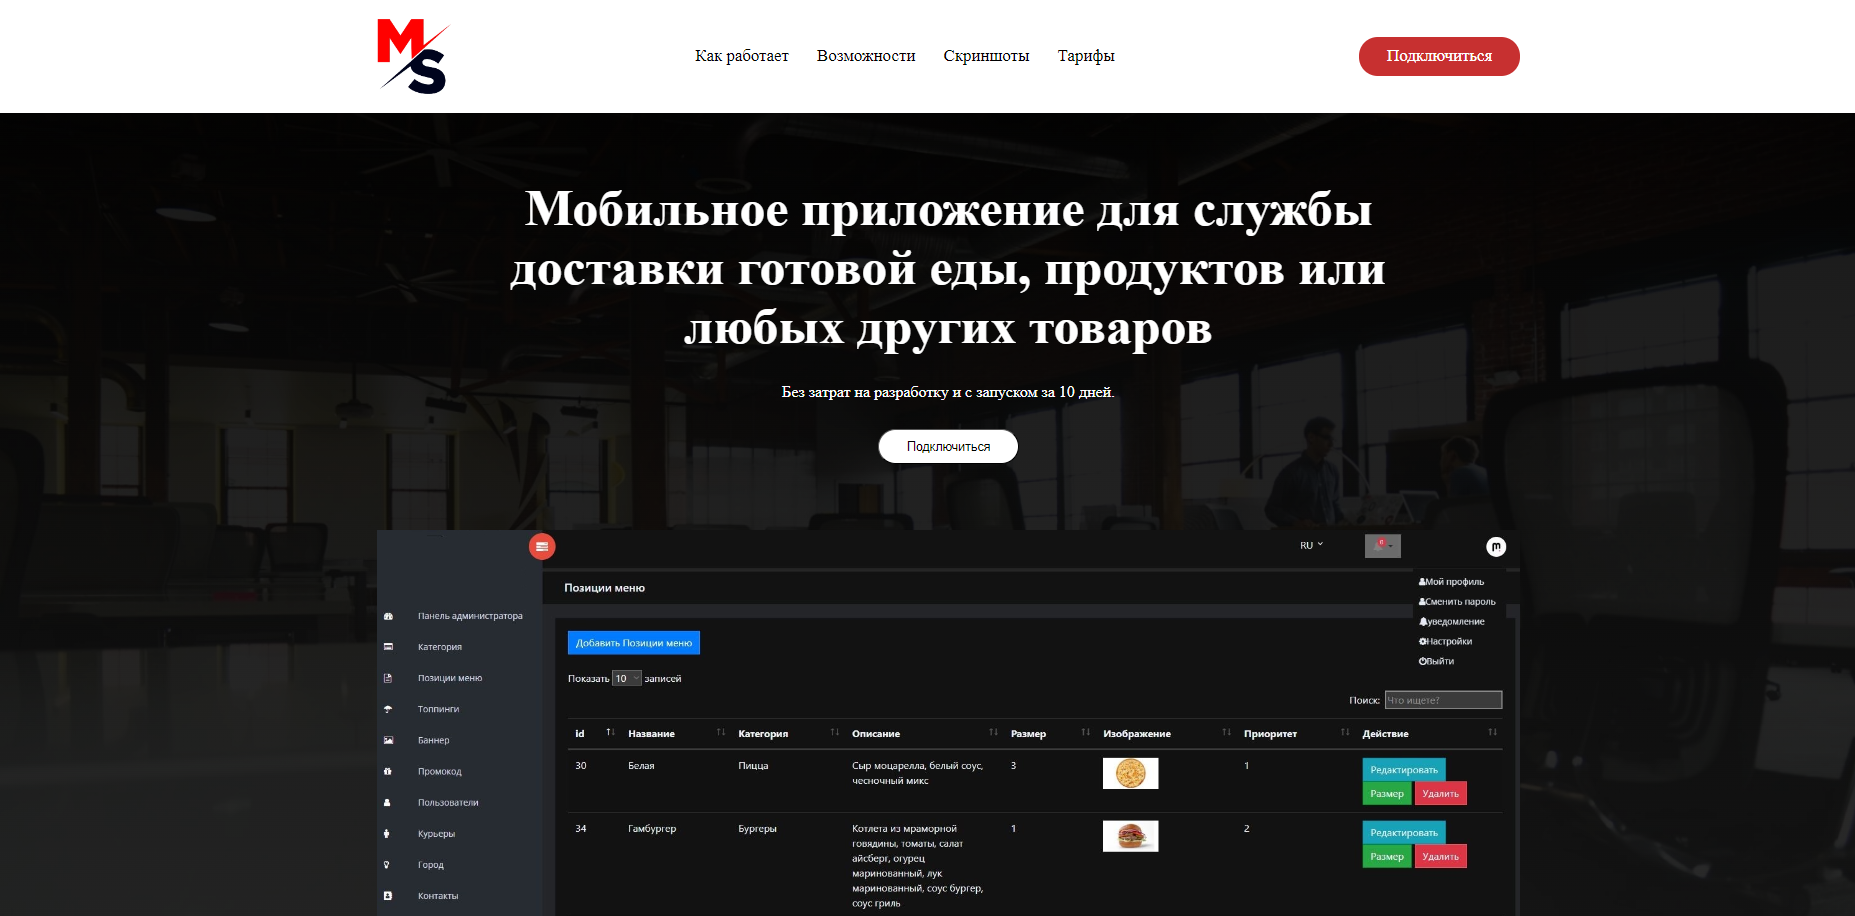 MS
Как работает Возможности Скриншоты Тарифы Подключиться
Мобильное приложение для службы
доставки готовой еды, продуктов или
любых других товаров
Без затрат на разработку и с запуском за 10 дней.
Подключиться
RU
Позиции меню
Мой профиль
Сменить пароль
уведомление
Настройки
Выйти
Панель администратора
Категория
Позиции меню
Топпинги
Баннер
Промокод
Пользователи
Курьеры
Город
Контакты
Добавить Позиции меню
Показать 10 записей
Поиск: Что ищете?
id Название Категория Описание Размер Изображение Приоритет Действие
30 Белая Пицца Сыр моцарелла, белый соус, 3 1 Редактировать
чесночный микс
Размер Удалить
34 Гамбургер Бургеры Котлета из мраморной 1 2 Редактировать
говядины, томаты, салат
айсберг, огурец Размер Удалить
маринованный, лук
маринованный, соус бургер,
соус гриль